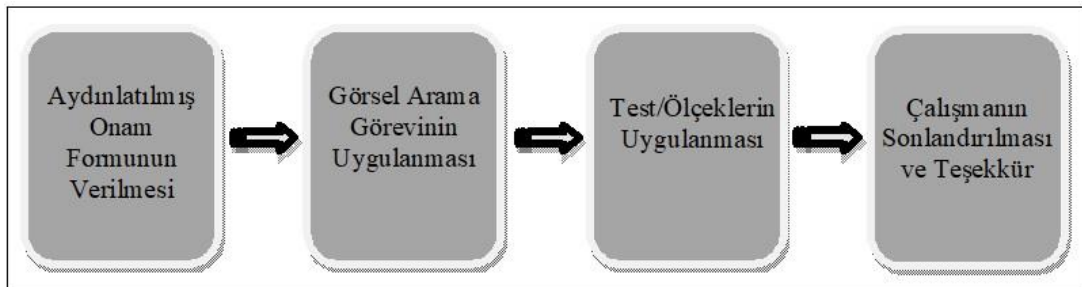 Aydınlatılmış
Onam
Formunun
Verilmesi
Görsel Arama
Görevinin
Uygulanması
Test/Ölçeklerin
Uygulanması
Çalışmanın
Sonlandırılması
ve Teşekkür